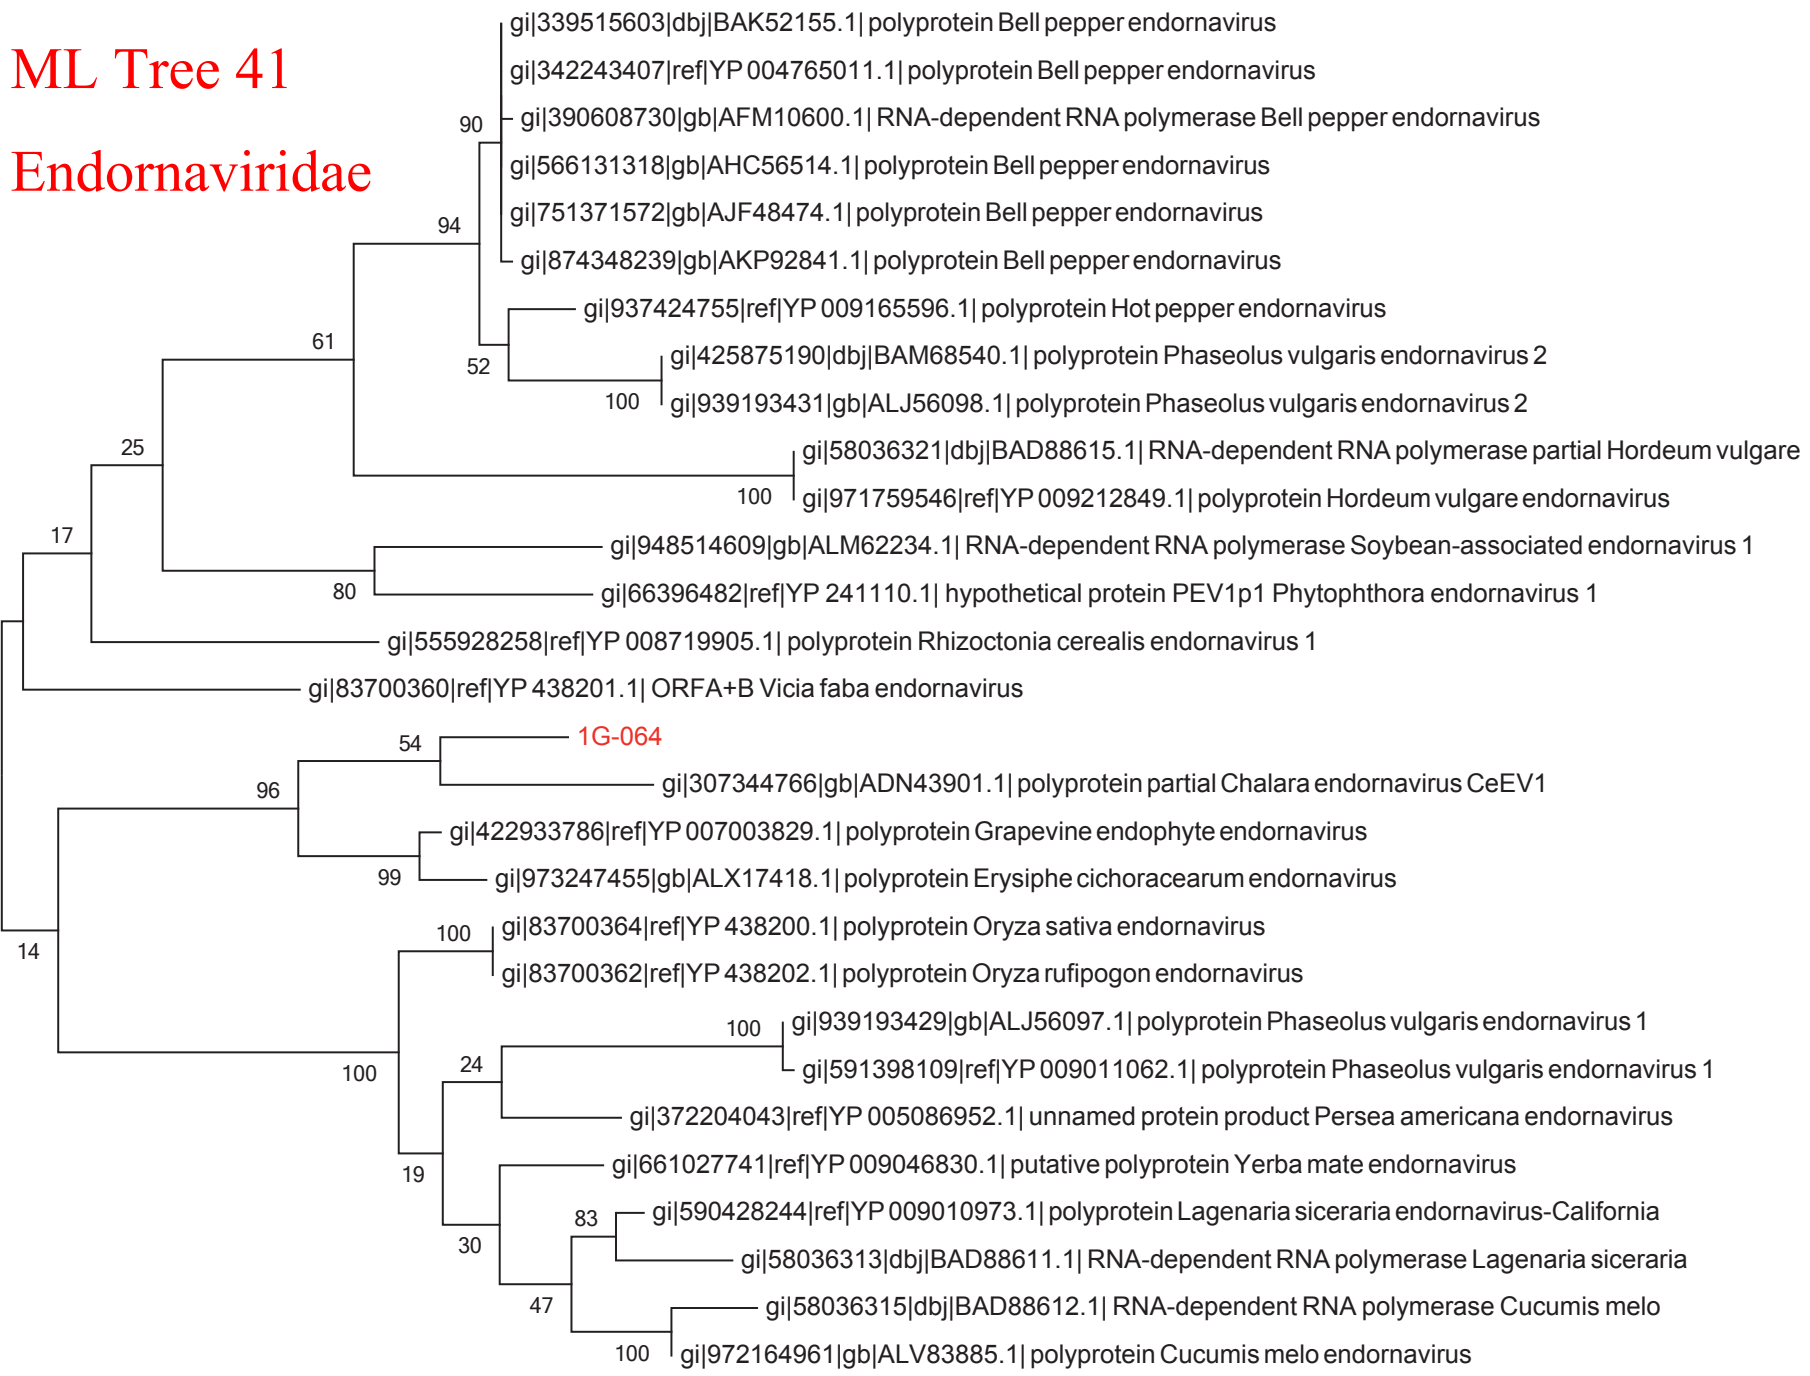 ML Tree 41
Endornaviridae
gi|339515603|dbj|BAK52155.1| polyprotein Bell pepper endornavirus
gi|342243407|ref|YP 004765011.1| polyprotein Bell pepper endornavirus
90
gi|390608730|gb|AFM10600.1| RNA-dependent RNA polymerase Bell pepper endornavirus
gi|566131318|gb|AHC56514.1| polyprotein Bell pepper endornavirus
gi|751371572|gb|AJF48474.1| polyprotein Bell pepper endornavirus
94
gi|874348239|gb|AKP92841.1| polyprotein Bell pepper endornavirus
gi|937424755|ref|YP 009165596.1| polyprotein Hot pepper endornavirus
61
52
gi|425875190|dbj|BAM68540.1| polyprotein Phaseolus vulgaris endornavirus 2
100
gi|939193431|gb|ALJ56098.1| polyprotein Phaseolus vulgaris endornavirus 2
25
gi|58036321|dbj|BAD88615.1| RNA-dependent RNA polymerase partial Hordeum vulgare
100
gi|971759546|ref|YP 009212849.1| polyprotein Hordeum vulgare endornavirus
17
gi|948514609|gb|ALM62234.1| RNA-dependent RNA polymerase Soybean-associated endornavirus 1
80
gi|66396482|ref|YP 241110.1| hypothetical protein PEV1p1 Phytophthora endornavirus 1
gi|555928258|ref|YP 008719905.1| polyprotein Rhizoctonia cerealis endornavirus 1
gi|83700360|ref|YP 438201.1| ORFA+B Vicia faba endornavirus
54
1G-064
96
gi|307344766|gb|ADN43901.1| polyprotein partial Chalara endornavirus CeEV1
gi|422933786|ref|YP 007003829.1| polyprotein Grapevine endophyte endornavirus
99
gi|973247455|gb|ALX17418.1| polyprotein Erysiphe cichoracearum endornavirus
14
100
gi|83700364|ref|YP 438200.1| polyprotein Oryza sativa endornavirus
gi|83700362|ref|YP 438202.1| polyprotein Oryza rufipogon endornavirus
100
gi|939193429|gb|ALJ56097.1| polyprotein Phaseolus vulgaris endornavirus 1
100
24
gi|591398109|ref|YP 009011062.1| polyprotein Phaseolus vulgaris endornavirus 1
gi|372204043|ref|YP 005086952.1| unnamed protein product Persea americana endornavirus
19
gi|661027741|ref|YP 009046830.1| putative polyprotein Yerba mate endornavirus
83
gi|590428244|ref|YP 009010973.1| polyprotein Lagenaria siceraria endornavirus-California
30
gi|58036313|dbj|BAD88611.1| RNA-dependent RNA polymerase Lagenaria siceraria
47
gi|58036315|dbj|BAD88612.1| RNA-dependent RNA polymerase Cucumis melo
100
gi|972164961|gb|ALV83885.1| polyprotein Cucumis melo endornavirus